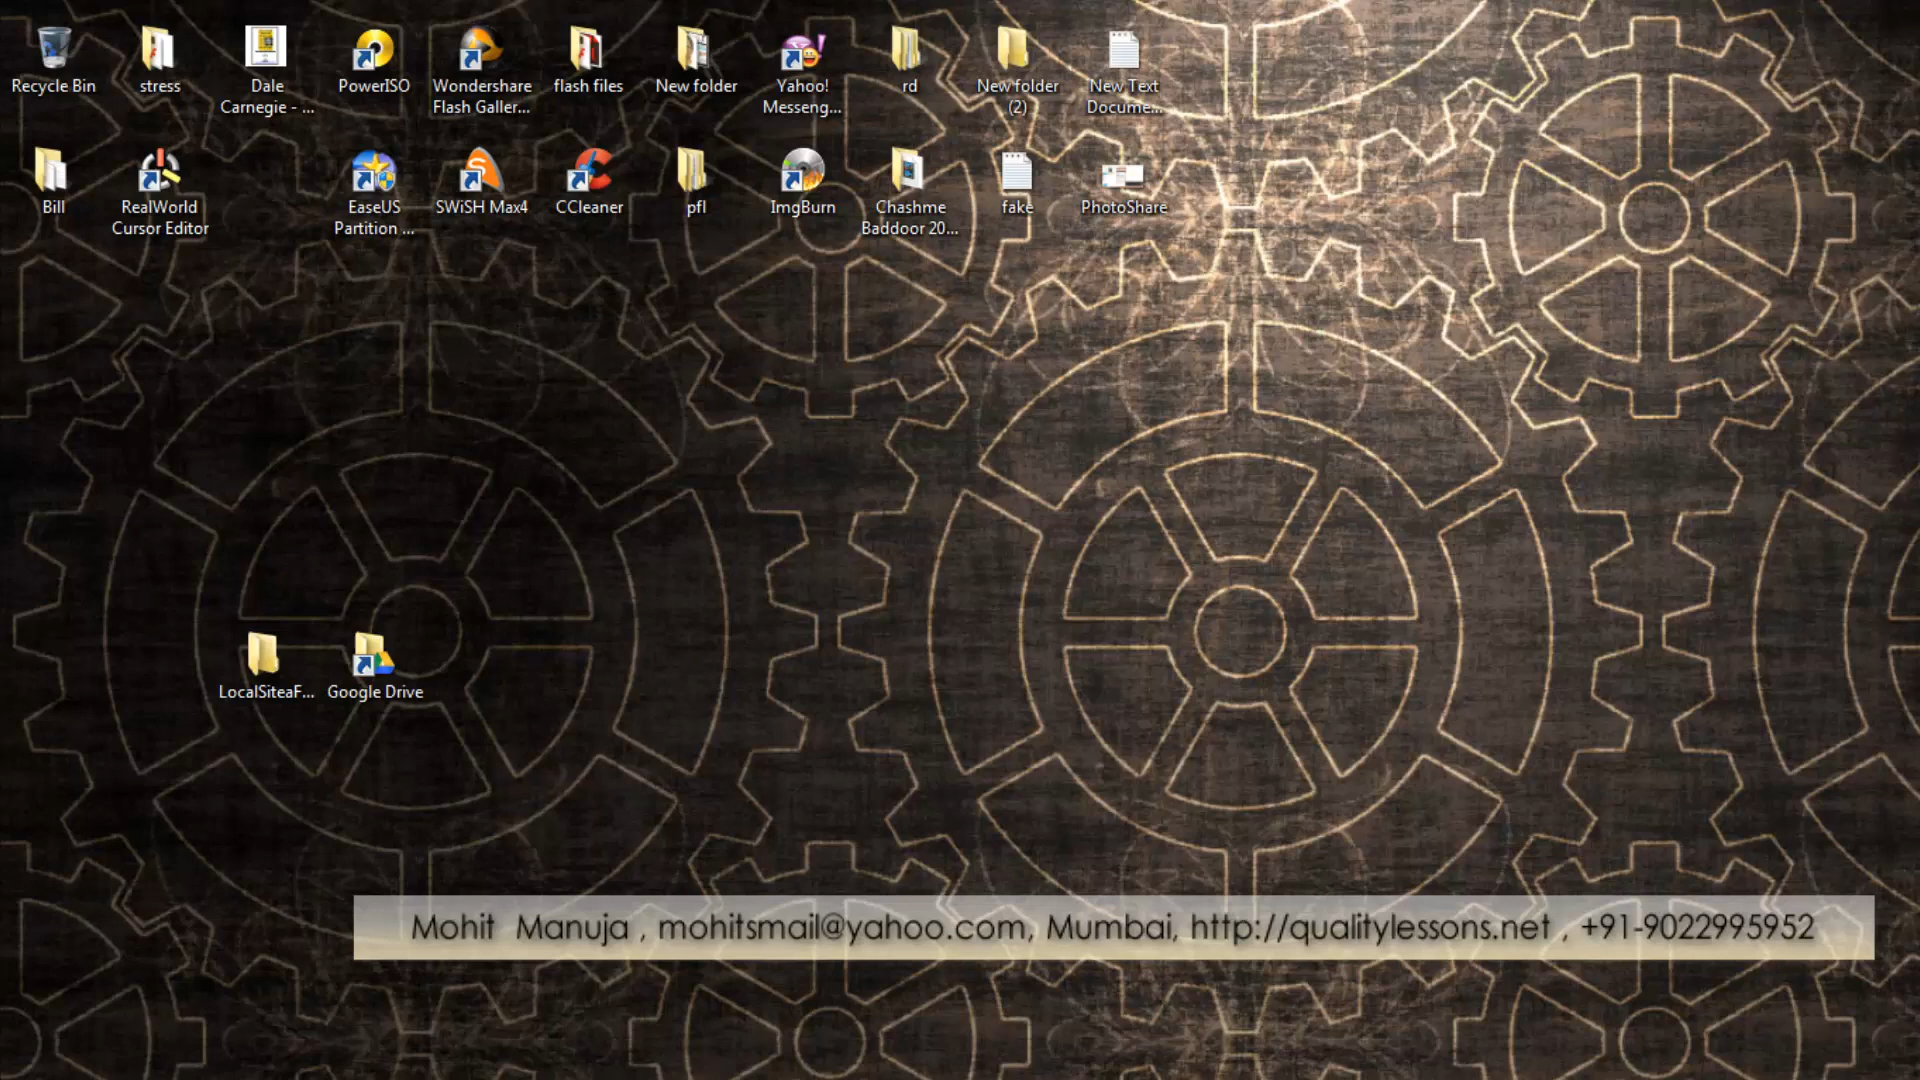 Recycle Bin
stress
Dale
Carnegie - ...
PowerISO
Wondershare
Flash Galler...
flash files
New folder
Yahoo!
Messeng...
rd
New folder
(2)
New Text
Docume...
Bill
RealWorld
Cursor Editor
EaseUS
Partition ...
SWiSH Max4
CCleaner
pfl
ImgBurn
Chashme
Baddoor 20...
fake
PhotoShare
LocalSiteaF...
Google Drive
Mohit Manuja , mohitsmail@yahoo.com, Mumbai, http://qualitylessons.net , +91-9022995952